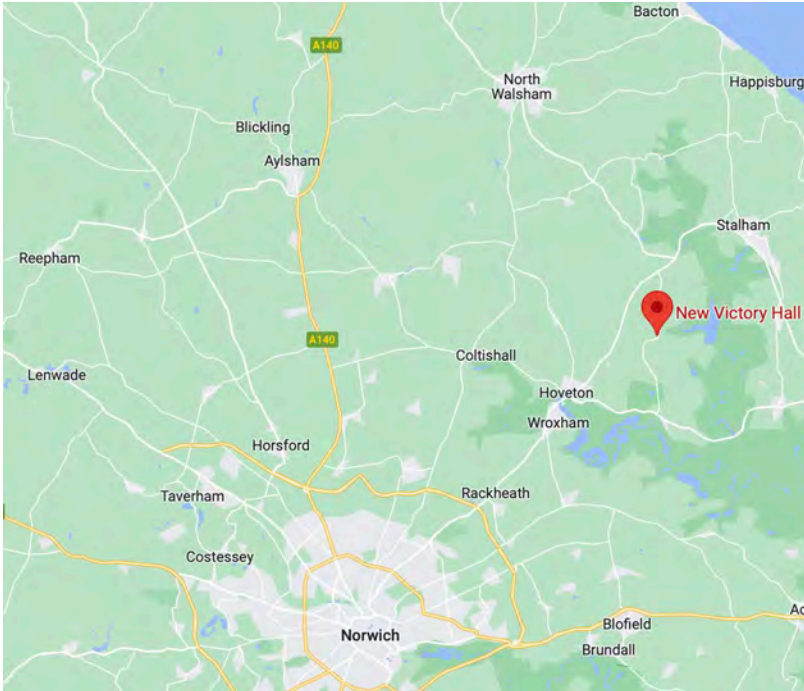 Bacton
A140
North
Walsham
Happisburg
Blickling
Aylsham
Stalham
Reepham
New Victory Hall
A140
Coltishall
Lenwade
Hoveton
Wroxham
Horsford
Rackheath
Taverham
Costessey
Ac
Blofield
Norwich
Brundall